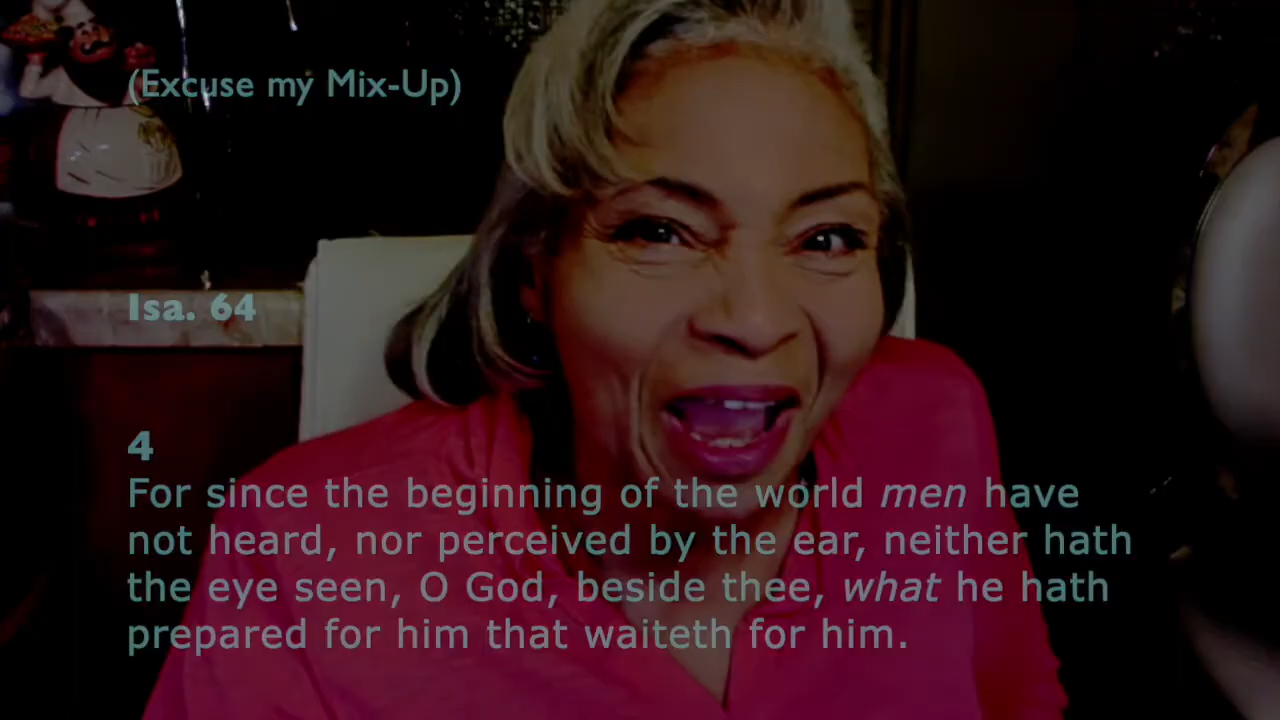 (Excuse my Mix-Up)
Isa. 64
4
For since the beginning of the world men have
not heard, nor perceived by the ear, neither hath
the eye seen, O God, beside thee, what he hath
prepared for him that waiteth for him.